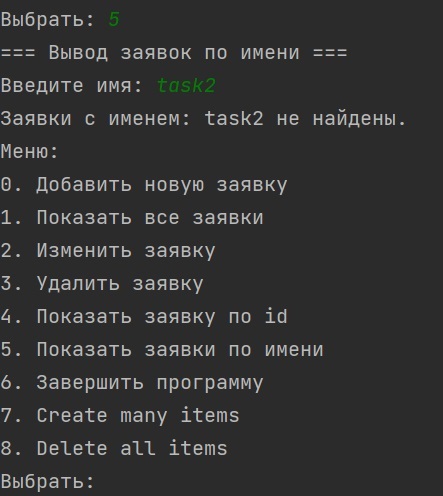 Выбрать: 5
=== Вывод заявок по имени ===
Введите имя: task2
Заявки с именем: task2 не найдены.
Меню:
0. Добавить новую заявку
1. Показать все заявки
2. Изменить заявку
3. Удалить заявку
4. Показать заявку по id
5. Показать заявки по имени
6. Завершить программу
7. Create many items
8. Delete all items
Выбрать: